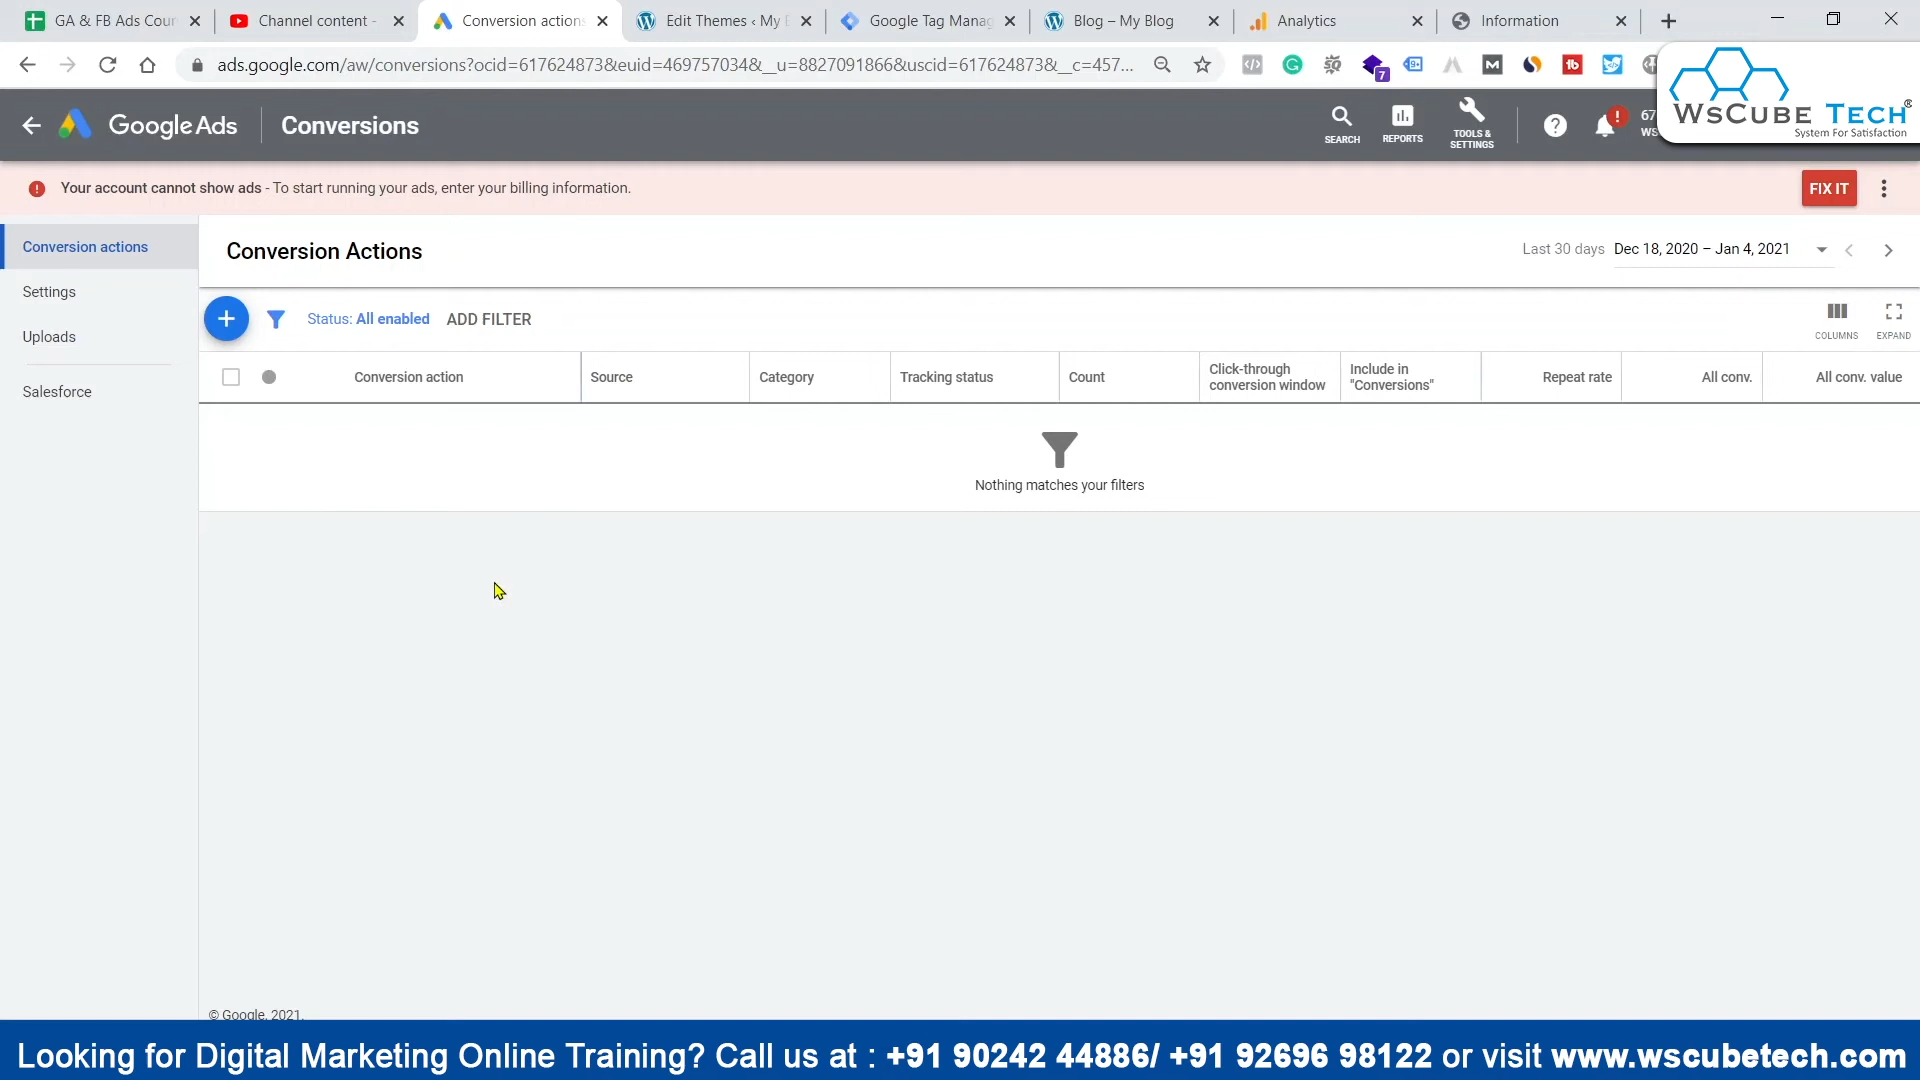 GA & FB Ads Cour
Channel content -
Conversion actions
Edit Themes ‹ My B
Google Tag Manag
Blog – My Blog
Analytics
Information
ads.google.com/aw/conversions?ocid=617624873&euid=469757034&__u=8827091866&uscid=617624873&__c=457...
7
WsCube Tech®
System For Satisfaction
Google Ads
Conversions
SEARCH
REPORTS
TOOLS &
SETTINGS
67
WS
Your account cannot show ads - To start running your ads, enter your billing information.
FIX IT
Conversion actions
Settings
Uploads
Salesforce
Conversion Actions
Last 30 days Dec 18, 2020 – Jan 4, 2021
Status: All enabled
ADD FILTER
COLUMNS
EXPAND
Conversion action
Source
Category
Tracking status
Count
Click-through
conversion window
Include in
"Conversions"
Repeat rate
All conv.
All conv. value
Nothing matches your filters
© Google, 2021.
Looking for Digital Marketing Online Training? Call us at : +91 90242 44886/ +91 92696 98122 or visit www.wscubetech.com